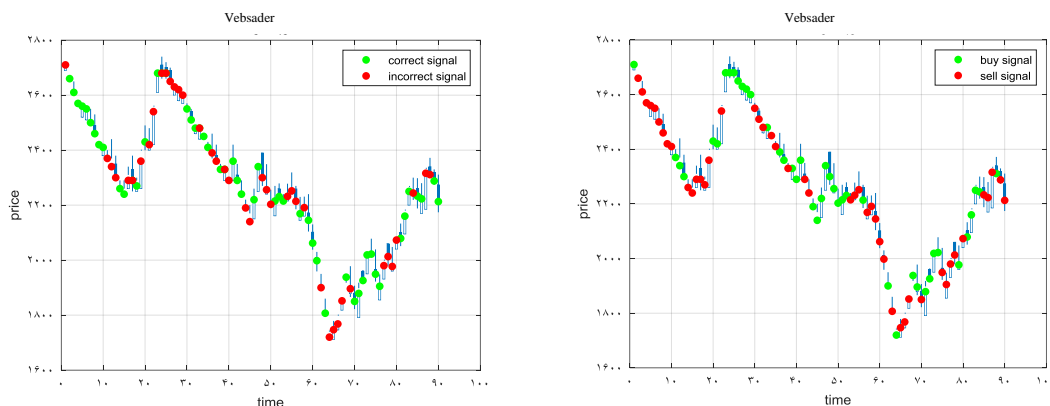 Vebsader
۲۸۰۰
۲۶۰۰
۲۴۰۰
۲۲۰۰
۲۰۰۰
۱۸۰۰
۱۶۰۰
price
correct signal
incorrect signal
۰ ۱۰ ۲۰ ۳۰ ۴۰ ۵۰ ۶۰ ۷۰ ۸۰ ۹۰ ۱۰۰
time
Vebsader
۲۸۰۰
۲۶۰۰
۲۴۰۰
۲۲۰۰
۲۰۰۰
۱۸۰۰
۱۶۰۰
price
buy signal
sell signal
۰ ۱۰ ۲۰ ۳۰ ۴۰ ۵۰ ۶۰ ۷۰ ۸۰ ۹۰
time